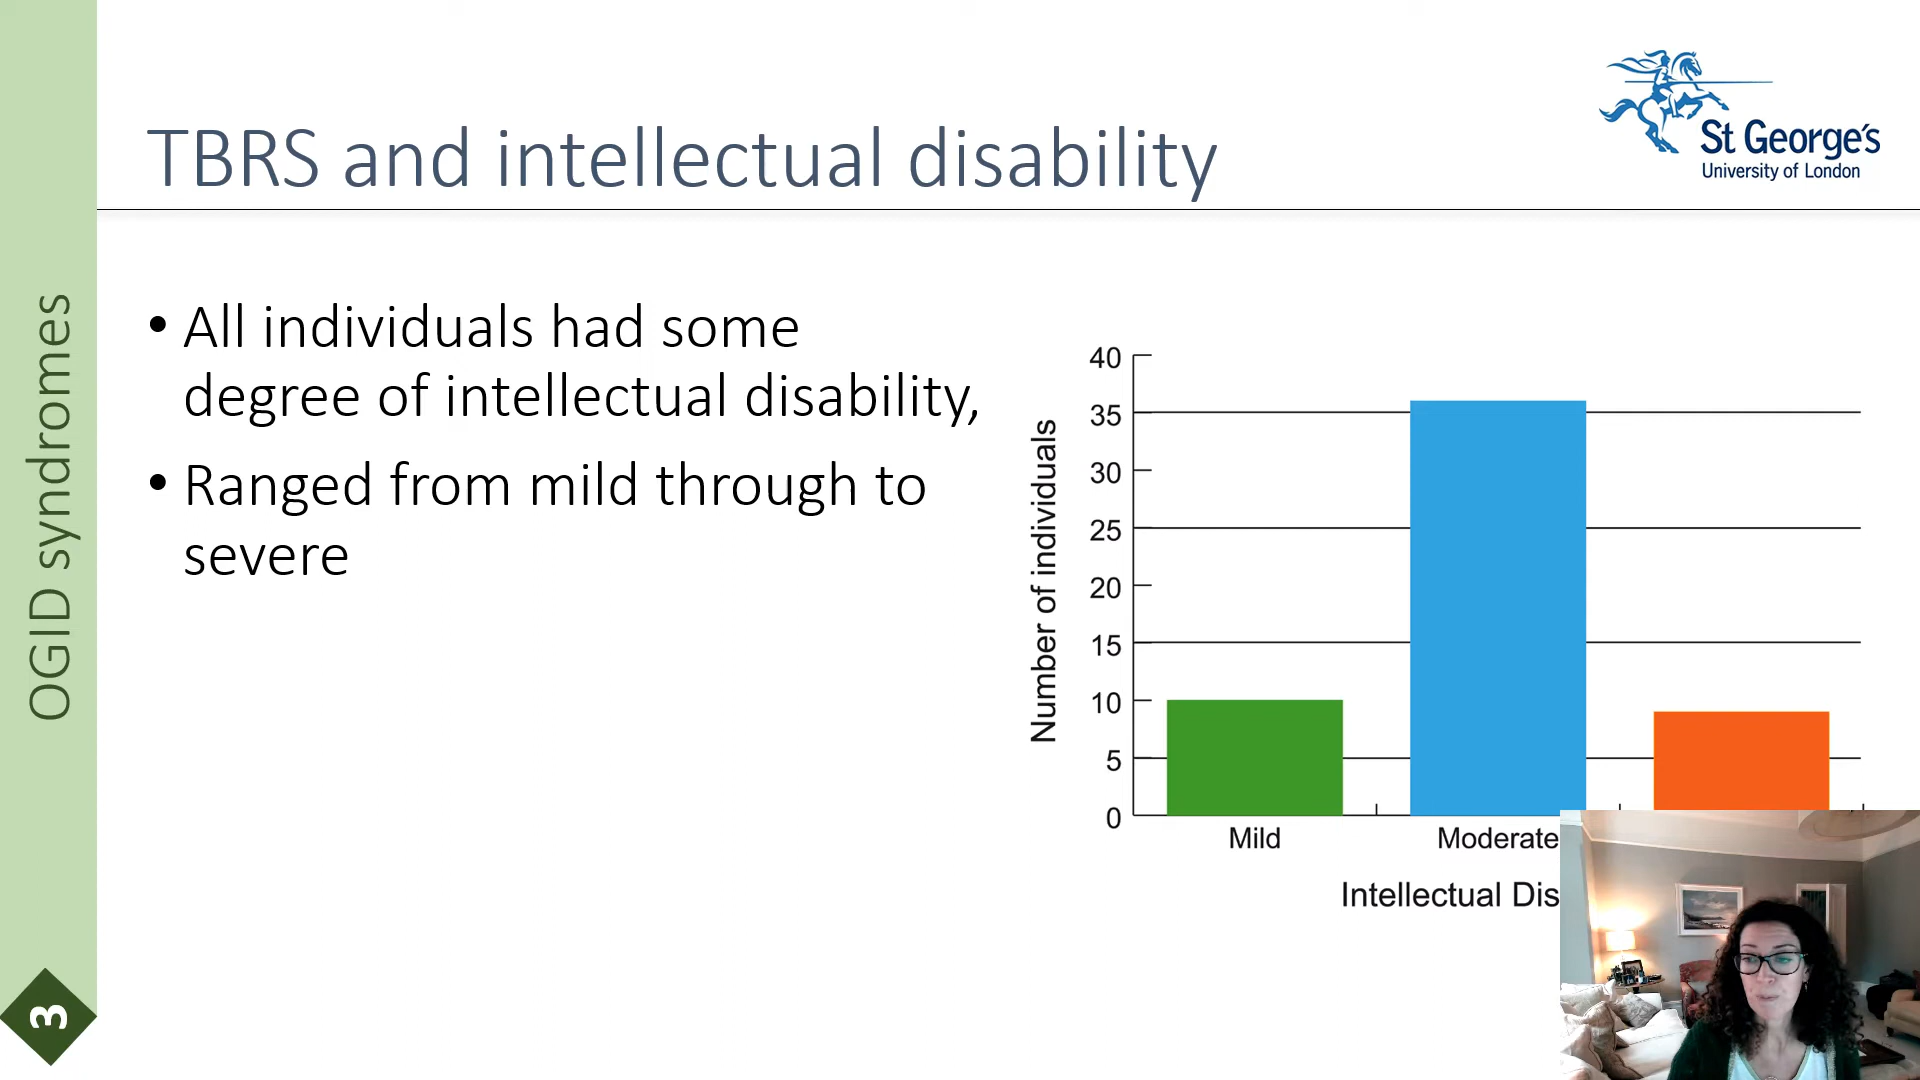 TBRS and intellectual disability
St George's
University of London
OGID syndromes
3
• All individuals had some
degree of intellectual disability,
• Ranged from mild through to
severe
Number of individuals
40
35
30
25
20
15
10
5
0
Mild
Moderate
Intellectual Dis